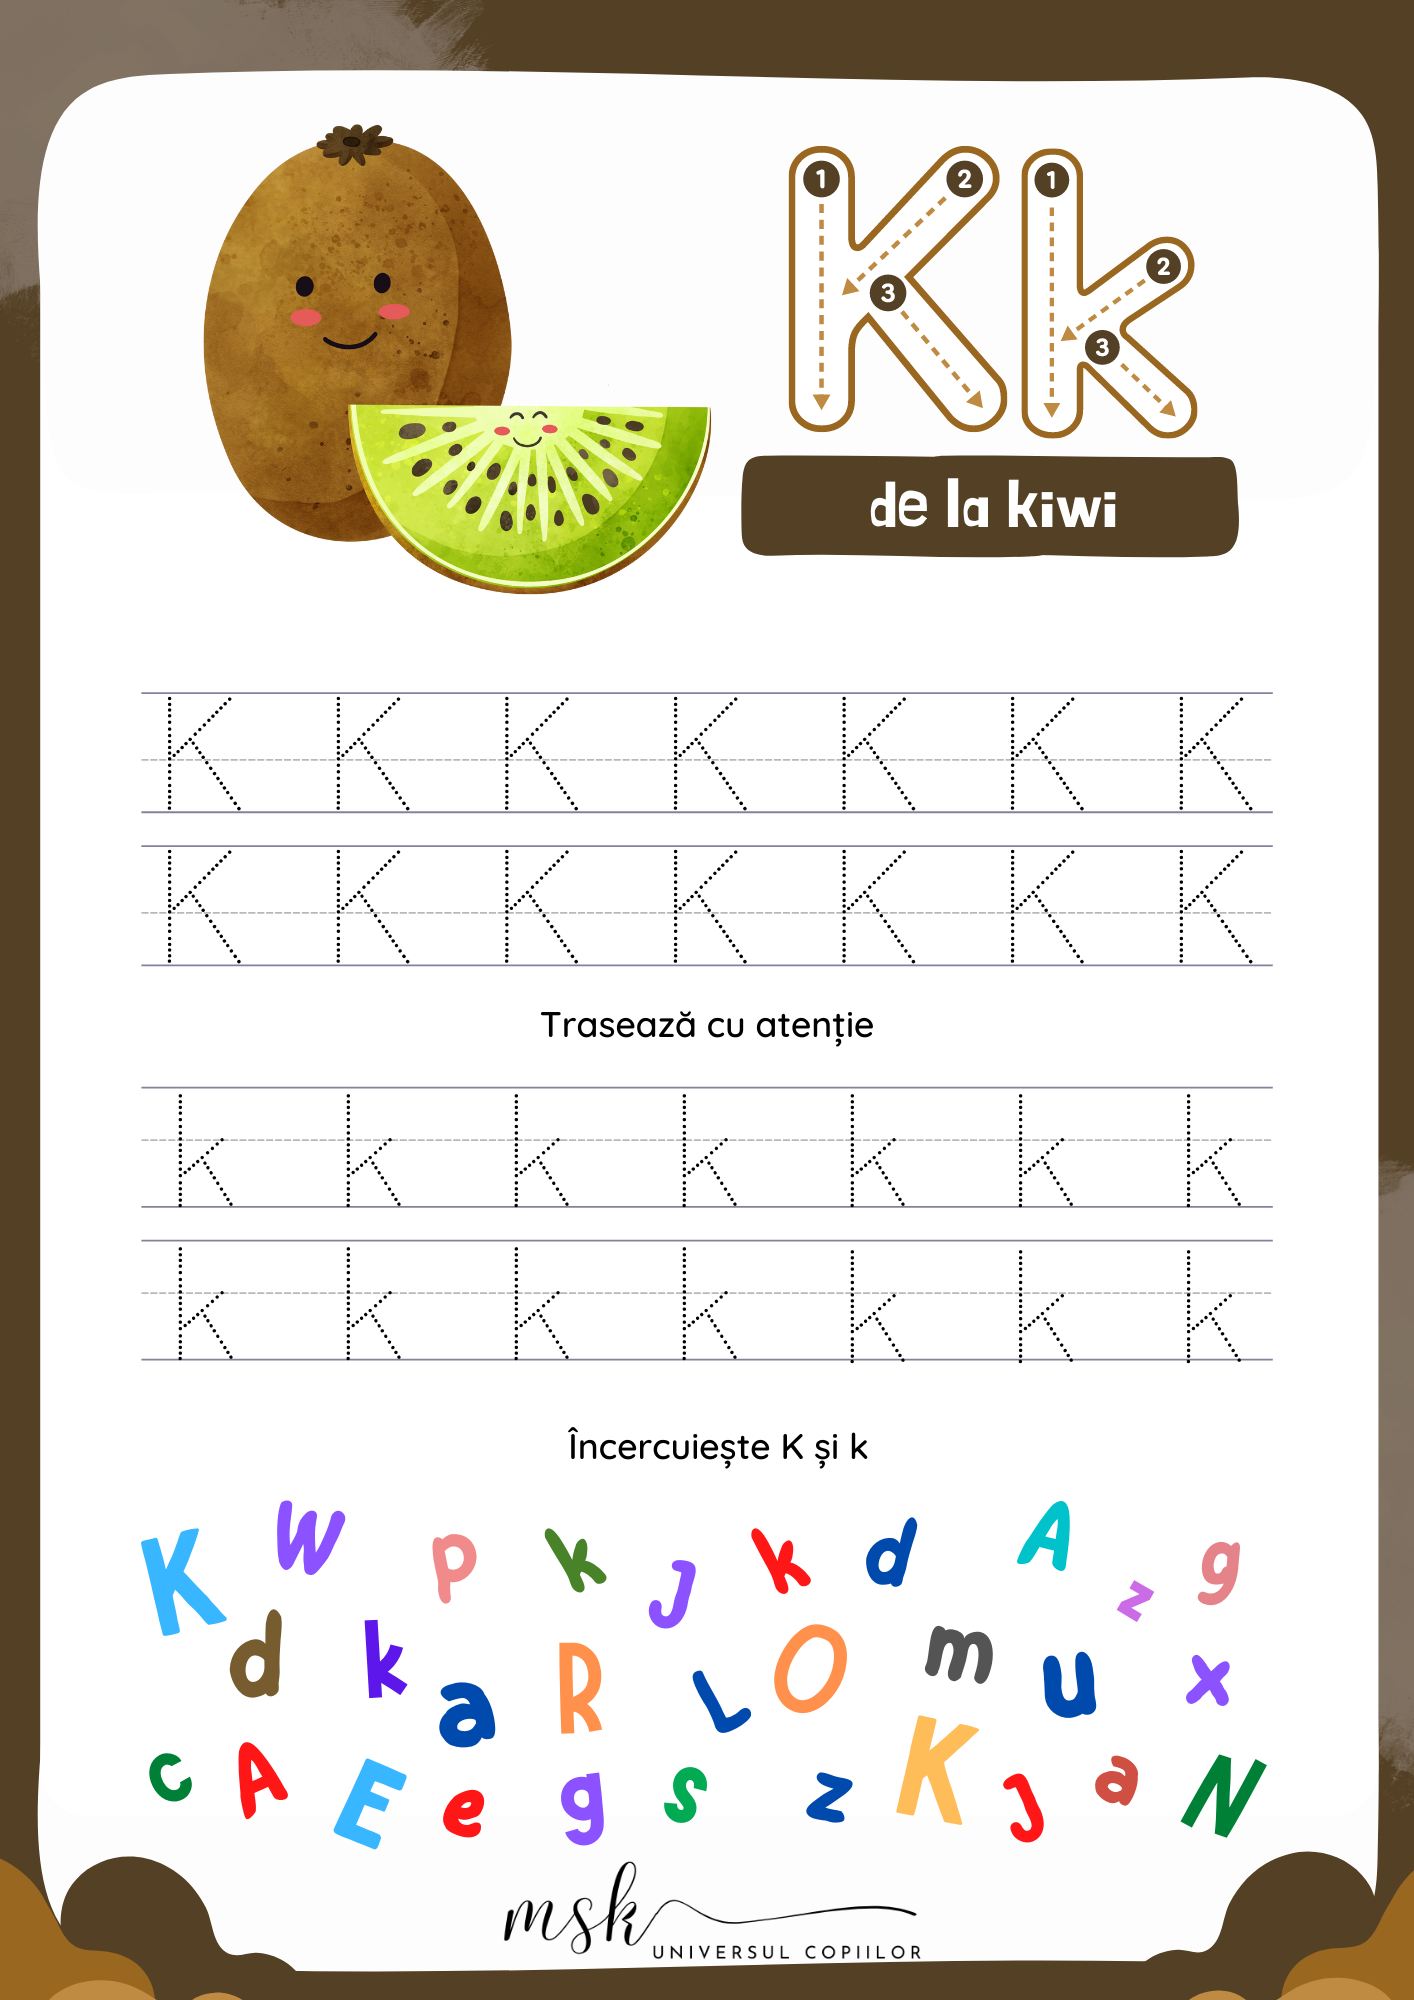 1 2 3 1 2 3
Kk
de la kiwi
K K K K K K K
K K K K K K K
Trasează cu atenție
k k k k k k k
k k k k k k k
Încercuiește K și k
K W p k J k d A z g
d k a R L O m u x
c A E e g s z K J a N
msk
UNIVERSUL COPIILOR